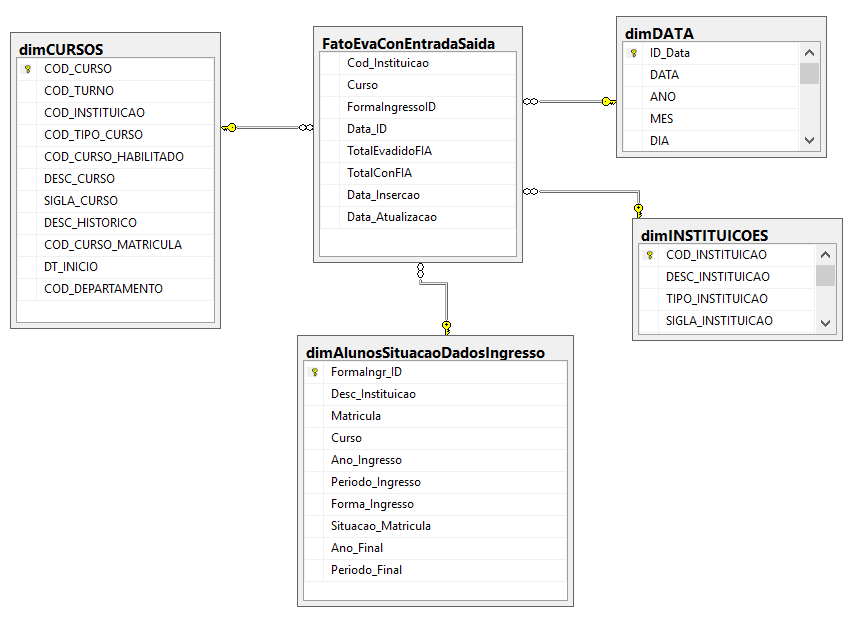 dimCURSOS
COD_CURSO
COD_TURNO
COD_INSTITUICAO
COD_TIPO_CURSO
COD_CURSO_HABILITADO
DESC_CURSO
SIGLA_CURSO
DESC_HISTORICO
COD_CURSO_MATRICULA
DT_INICIO
COD_DEPARTAMENTO
FatoEvaConEntradaSaida
Cod_Instituicao
Curso
FormaIngressoID
Data_ID
TotalEvadidoFIA
TotalConFIA
Data_Insercao
Data_Atualizacao
dimDATA
ID_Data
DATA
ANO
MES
DIA
dimINSTITUICOES
COD_INSTITUICAO
DESC_INSTITUICAO
TIPO_INSTITUICAO
SIGLA_INSTITUICAO
dimAlunosSituacaoDadosIngresso
FormaIngr_ID
Desc_Instituicao
Matricula
Curso
Ano_Ingresso
Periodo_Ingresso
Forma_Ingresso
Situacao_Matricula
Ano_Final
Periodo_Final